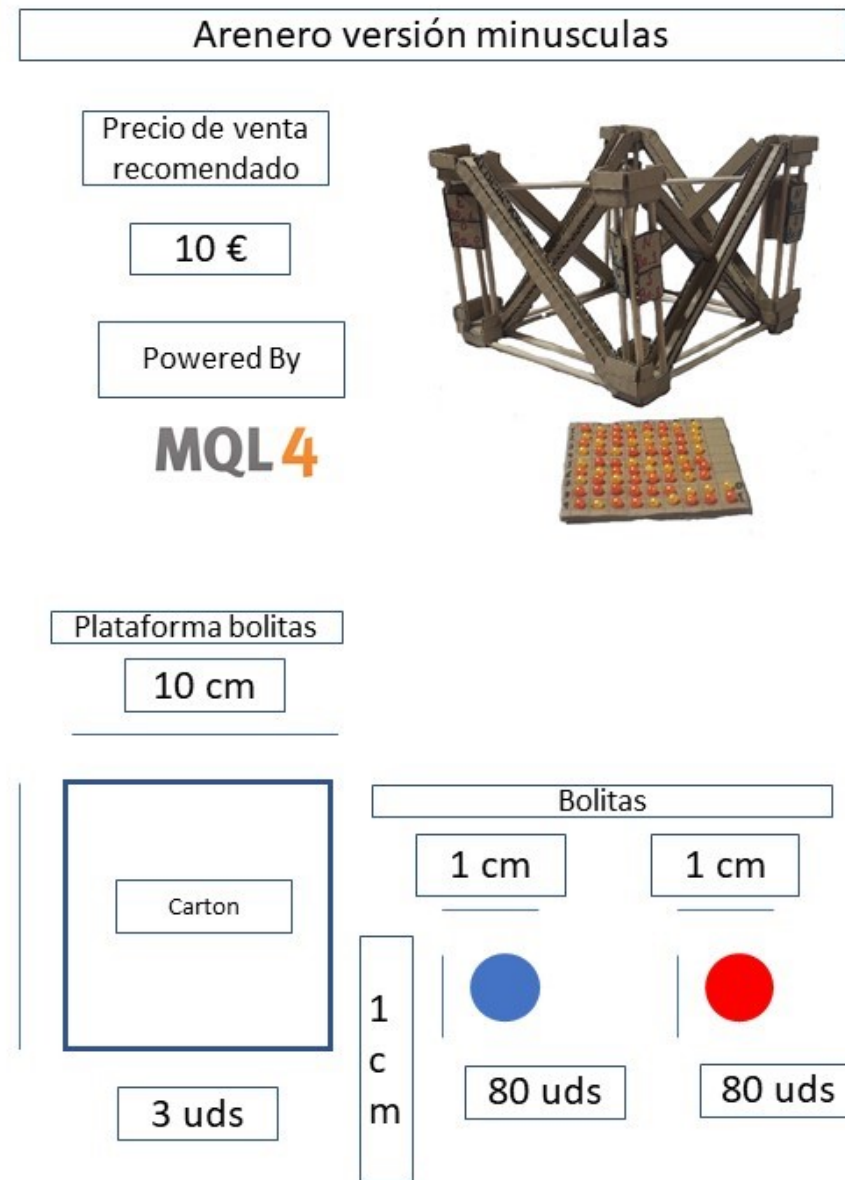 Arenero versión minusculas
Precio de venta
recomendado
10 €
Powered By
MQL4
Plataforma bolitas
10 cm
Carton
3 uds
Bolitas
1 cm
1 cm
1
c
m
80 uds
80 uds